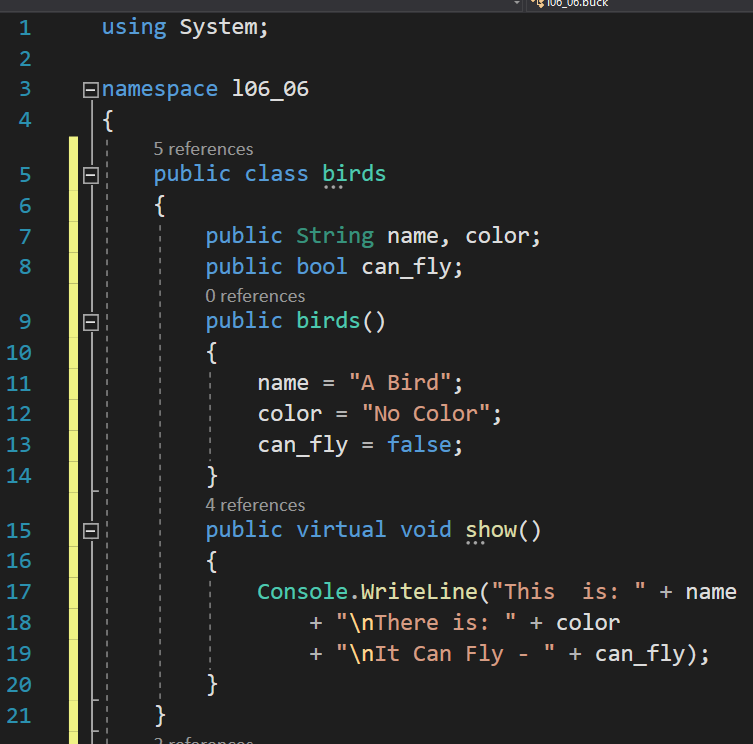 l06_06.buck
1 using System;
2
3 namespace l06_06
4 {
5 references
5 public class birds
6 {
7 public String name, color;
8 public bool can_fly;
0 references
9 public birds()
10 {
11 name = "A Bird";
12 color = "No Color";
13 can_fly = false;
14 }
4 references
15 public virtual void show()
16 {
17 Console.WriteLine("This  is: " + name
18 + "\nThere is: " + color
19 + "\nIt Can Fly - " + can_fly);
20 }
21 }
references